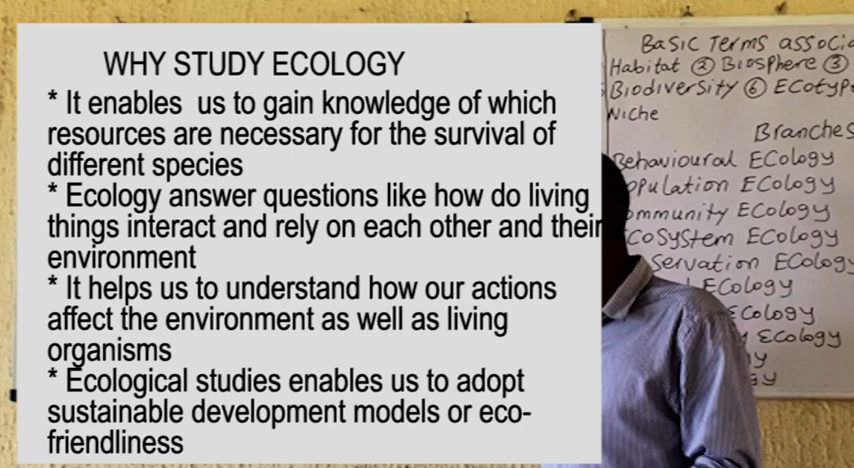 WHY STUDY ECOLOGY
* It enables us to gain knowledge of which
resources are necessary for the survival of
different species
* Ecology answer questions like how do living
things interact and rely on each other and their
environment
* It helps us to understand how our actions
affect the environment as well as living
organisms
* Ecological studies enables us to adopt
sustainable development models or eco-
friendliness
Basic Terms associa
Habitat ② Biosphere ③
Biodiversity ⑥ Ecotype
Niche
Branches
Behavioural Ecology
opulation Ecology
ommunity Ecology
cosystem Ecology
servation Ecology
Ecology
Ecology
Ecology